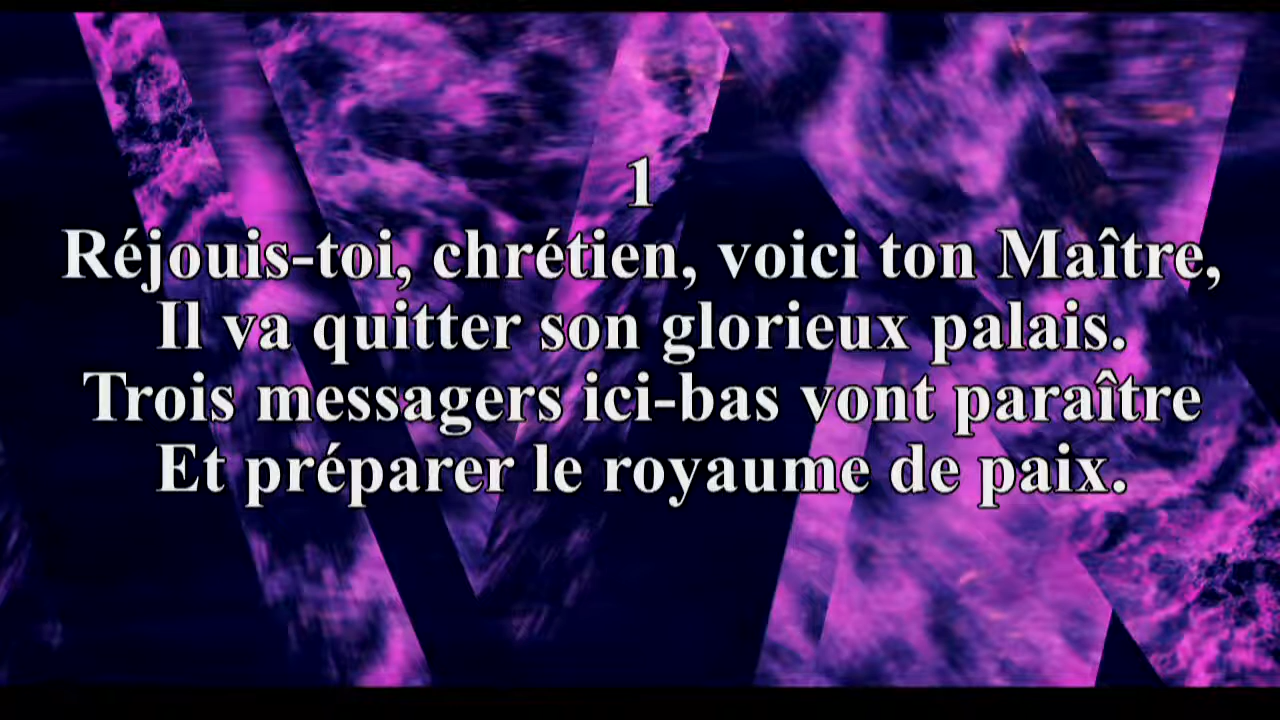 1
Réjouis-toi, chrétien, voici ton Maître,
Il va quitter son glorieux palais.
Trois messagers ici-bas vont paraître
Et préparer le royaume de paix.